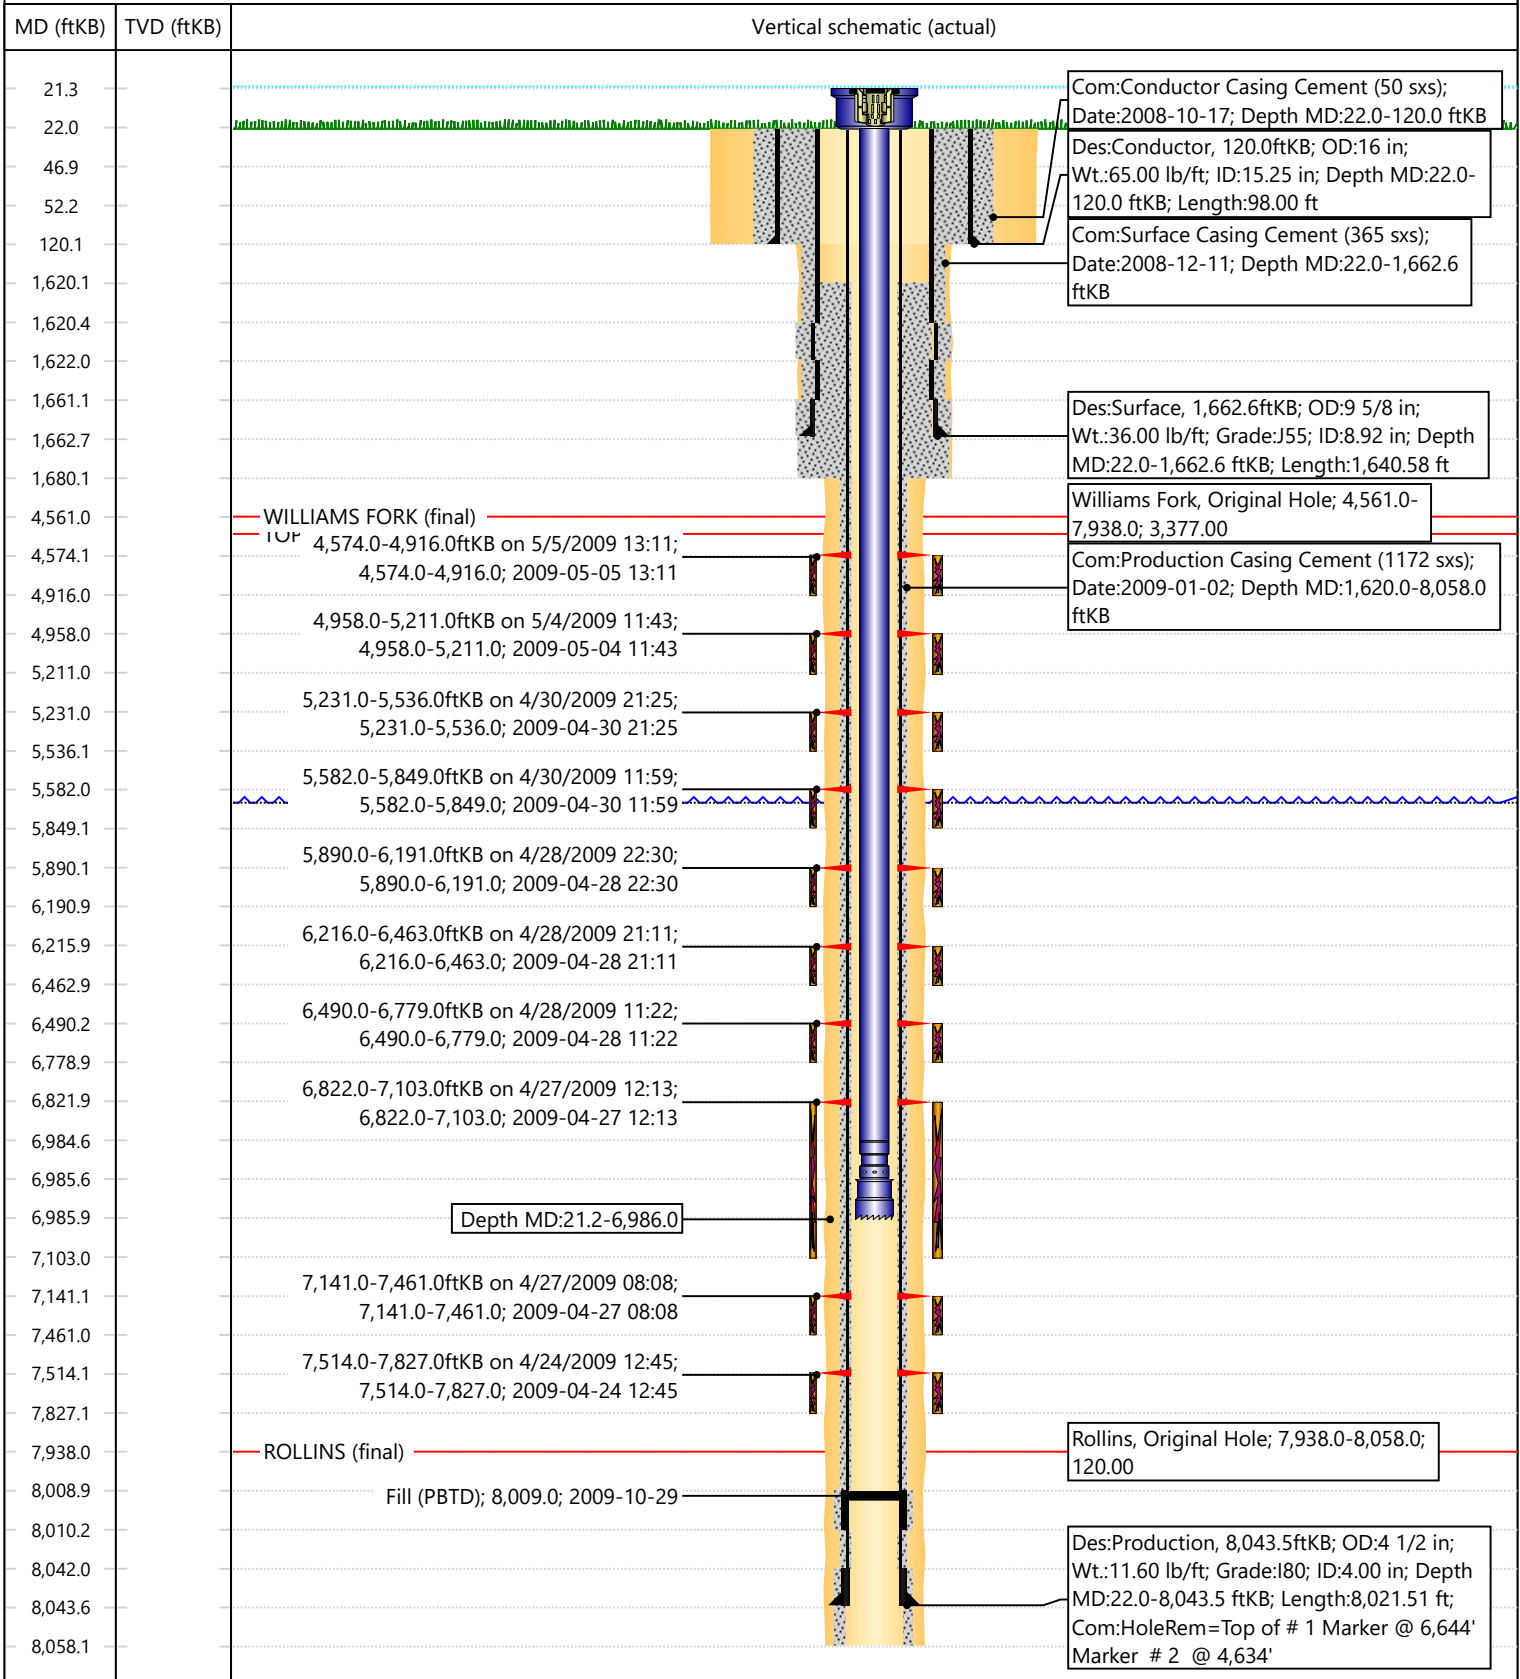 MD (ftKB)
TVD (ftKB)
Vertical schematic (actual)
21.3
22.0
46.9
52.2
120.1
1,620.1
1,620.4
1,622.0
1,661.1
1,662.7
1,680.1
4,561.0
4,574.1
4,916.0
4,958.0
5,211.0
5,231.0
5,536.1
5,582.0
5,849.1
5,890.1
6,190.9
6,215.9
6,462.9
6,490.2
6,778.9
6,821.9
6,984.6
6,985.6
6,985.9
7,103.0
7,141.1
7,461.0
7,514.1
7,827.1
7,938.0
8,008.9
8,010.2
8,042.0
8,043.6
8,058.1
WILLIAMS FORK (final)
TOP
4,574.0-4,916.0ftKB on 5/5/2009 13:11;
4,574.0-4,916.0; 2009-05-05 13:11
4,958.0-5,211.0ftKB on 5/4/2009 11:43;
4,958.0-5,211.0; 2009-05-04 11:43
5,231.0-5,536.0ftKB on 4/30/2009 21:25;
5,231.0-5,536.0; 2009-04-30 21:25
5,582.0-5,849.0ftKB on 4/30/2009 11:59;
5,582.0-5,849.0; 2009-04-30 11:59
5,890.0-6,191.0ftKB on 4/28/2009 22:30;
5,890.0-6,191.0; 2009-04-28 22:30
6,216.0-6,463.0ftKB on 4/28/2009 21:11;
6,216.0-6,463.0; 2009-04-28 21:11
6,490.0-6,779.0ftKB on 4/28/2009 11:22;
6,490.0-6,779.0; 2009-04-28 11:22
6,822.0-7,103.0ftKB on 4/27/2009 12:13;
6,822.0-7,103.0; 2009-04-27 12:13
Depth MD:21.2-6,986.0
7,141.0-7,461.0ftKB on 4/27/2009 08:08;
7,141.0-7,461.0; 2009-04-27 08:08
7,514.0-7,827.0ftKB on 4/24/2009 12:45;
7,514.0-7,827.0; 2009-04-24 12:45
ROLLINS (final)
Fill (PBTD); 8,009.0; 2009-10-29
Com:Conductor Casing Cement (50 sxs);
Date:2008-10-17; Depth MD:22.0-120.0 ftKB
Des:Conductor, 120.0ftKB; OD:16 in;
Wt.:65.00 lb/ft; ID:15.25 in; Depth MD:22.0-
120.0 ftKB; Length:98.00 ft
Com:Surface Casing Cement (365 sxs);
Date:2008-12-11; Depth MD:22.0-1,662.6
ftKB
Des:Surface, 1,662.6ftKB; OD:9 5/8 in;
Wt.:36.00 lb/ft; Grade:J55; ID:8.92 in; Depth
MD:22.0-1,662.6 ftKB; Length:1,640.58 ft
Williams Fork, Original Hole; 4,561.0-
7,938.0; 3,377.00
Com:Production Casing Cement (1172 sxs);
Date:2009-01-02; Depth MD:1,620.0-8,058.0
ftKB
Rollins, Original Hole; 7,938.0-8,058.0;
120.00
Des:Production, 8,043.5ftKB; OD:4 1/2 in;
Wt.:11.60 lb/ft; Grade:I80; ID:4.00 in; Depth
MD:22.0-8,043.5 ftKB; Length:8,021.51 ft;
Com:HoleRem=Top of # 1 Marker @ 6,644'
Marker # 2 @ 4,634'